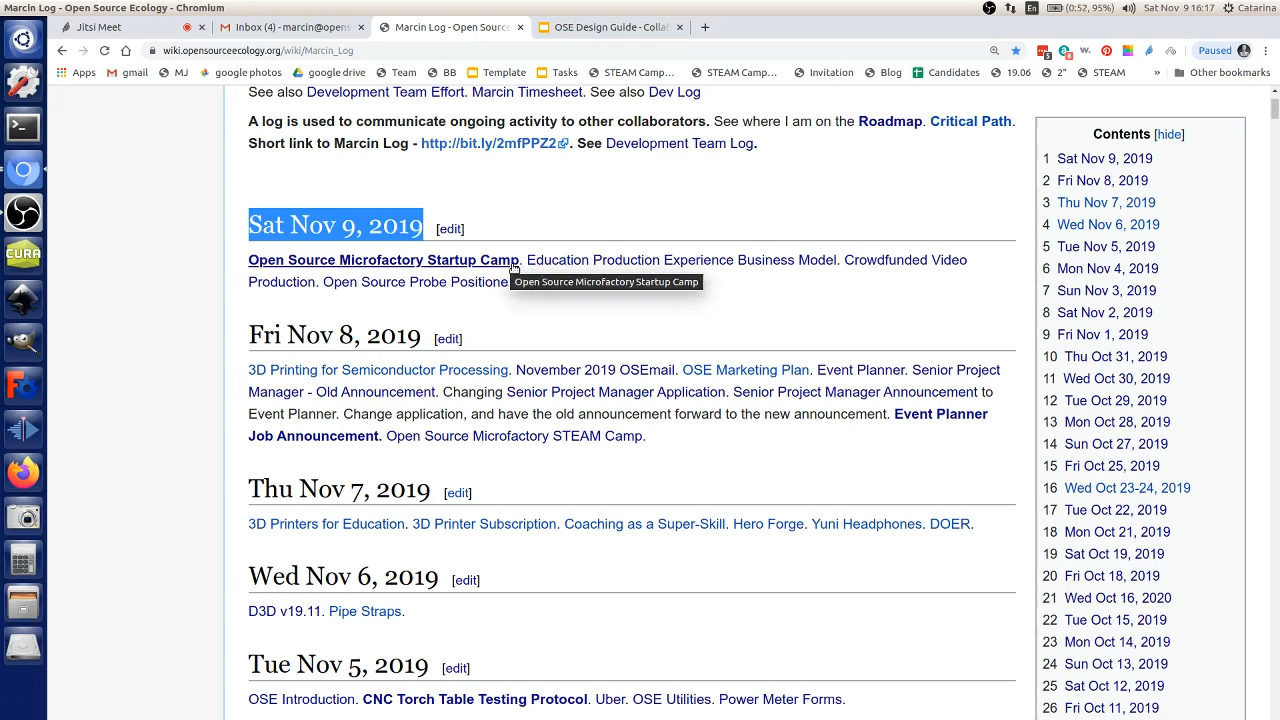 Marcin Log - Open Source Ecology - Chromium
En
(0:52, 95%)
Sat Nov 9 16:17
Catarina
Jitsi Meet
Inbox (4) - marcin@opens
Marcin Log - Open Sourc
OSE Design Guide - Collab
wiki.opensourceecology.org/wiki/Marcin_Log
Paused
Apps
gmail
MJ
google photos
google drive
Team
BB
Template
Tasks
STEAM Camp...
STEAM Camp...
Invitation
Blog
Candidates
19.06
2"
STEAM
»
Other bookmarks
See also Development Team Effort. Marcin Timesheet. See also Dev Log
A log is used to communicate ongoing activity to other collaborators. See where I am on the Roadmap. Critical Path.
Short link to Marcin Log - http://bit.ly/2mfPPZ2. See Development Team Log.
Sat Nov 9, 2019 [edit]
Open Source Microfactory Startup Camp. Education Production Experience Business Model. Crowdfunded Video
Production. Open Source Probe Positione
Open Source Microfactory Startup Camp
Fri Nov 8, 2019 [edit]
3D Printing for Semiconductor Processing. November 2019 OSEmail. OSE Marketing Plan. Event Planner. Senior Project
Manager - Old Announcement. Changing Senior Project Manager Application. Senior Project Manager Announcement to
Event Planner. Change application, and have the old announcement forward to the new announcement. Event Planner
Job Announcement. Open Source Microfactory STEAM Camp.
Thu Nov 7, 2019 [edit]
3D Printers for Education. 3D Printer Subscription. Coaching as a Super-Skill. Hero Forge. Yuni Headphones. DOER.
Wed Nov 6, 2019 [edit]
D3D v19.11. Pipe Straps.
Tue Nov 5, 2019 [edit]
OSE Introduction. CNC Torch Table Testing Protocol. Uber. OSE Utilities. Power Meter Forms.
Contents [hide]
1 Sat Nov 9, 2019
2 Fri Nov 8, 2019
3 Thu Nov 7, 2019
4 Wed Nov 6, 2019
5 Tue Nov 5, 2019
6 Mon Nov 4, 2019
7 Sun Nov 3, 2019
8 Sat Nov 2, 2019
9 Fri Nov 1, 2019
10 Thu Oct 31, 2019
11 Wed Oct 30, 2019
12 Tue Oct 29, 2019
13 Mon Oct 28, 2019
14 Sun Oct 27, 2019
15 Fri Oct 25, 2019
16 Wed Oct 23-24, 2019
17 Tue Oct 22, 2019
18 Mon Oct 21, 2019
19 Sat Oct 19, 2019
20 Fri Oct 18, 2019
21 Wed Oct 16, 2020
22 Tue Oct 15, 2019
23 Mon Oct 14, 2019
24 Sun Oct 13, 2019
25 Sat Oct 12, 2019
26 Fri Oct 11, 2019
CURA